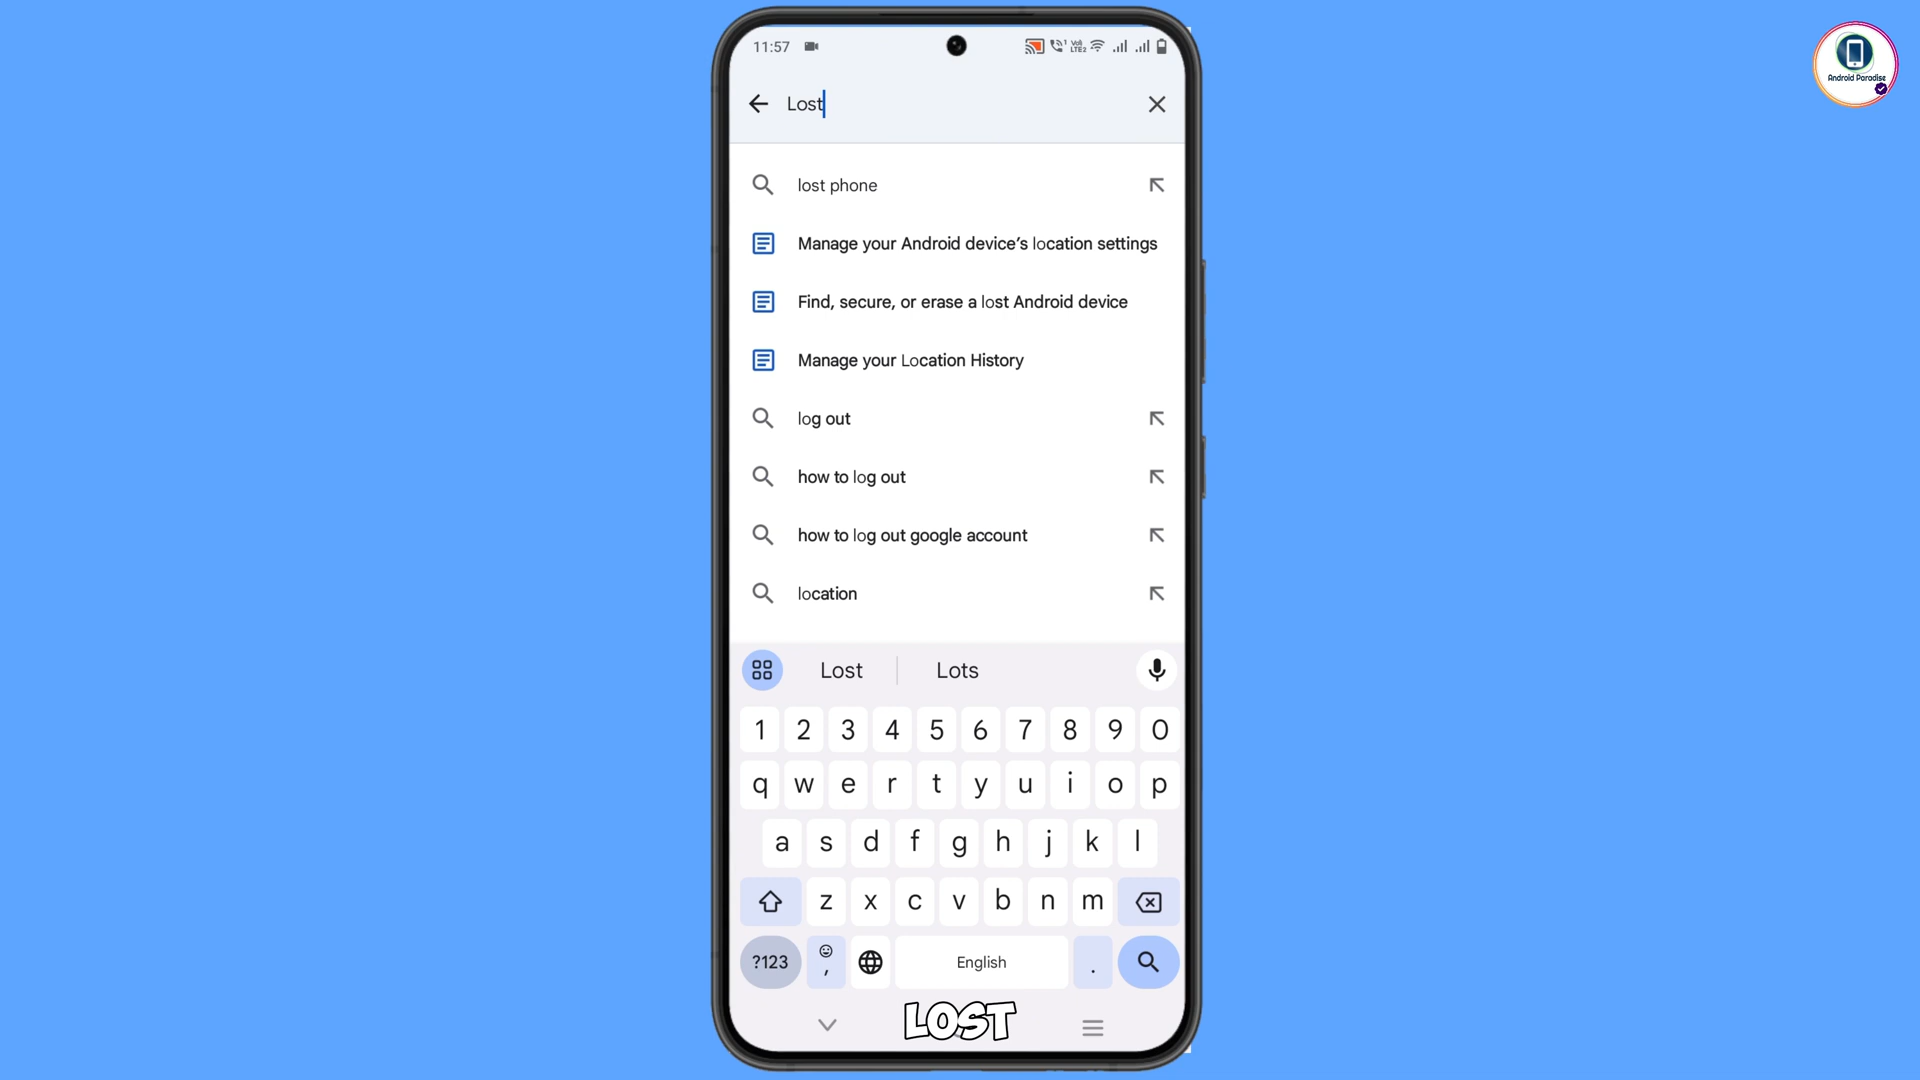 11:57
Voj
LTE2
Android Paradise
Lost
lost phone
Manage your Android device's location settings
Find, secure, or erase a lost Android device
Manage your Location History
log out
how to log out
how to log out google account
location
Lost Lots
1 2 3 4 5 6 7 8 9 0
q w e r t y u i o p
a s d f g h j k l
z x c v b n m
?123 , English .
LOST